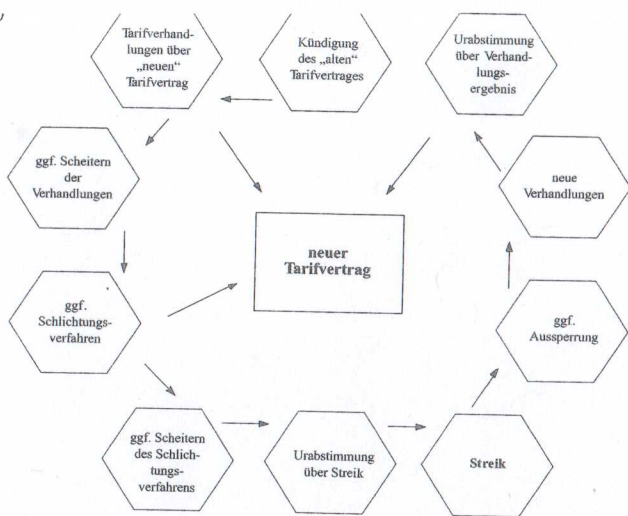 Tarifverhand-
lungen über
„neuen“
Tarifvertrag
Kündigung
des „alten“
Tarifvertrages
Urabstimmung
über Verhand-
lungs-
ergebnis
ggf. Scheitern
der
Verhandlungen
neue
Verhandlungen
neuer
Tarifvertrag
ggf.
Schlichtungs-
verfahren
ggf.
Aussperrung
ggf. Scheitern
des Schlich-
tungs-
verfahrens
Urabstimmung
über Streik
Streik